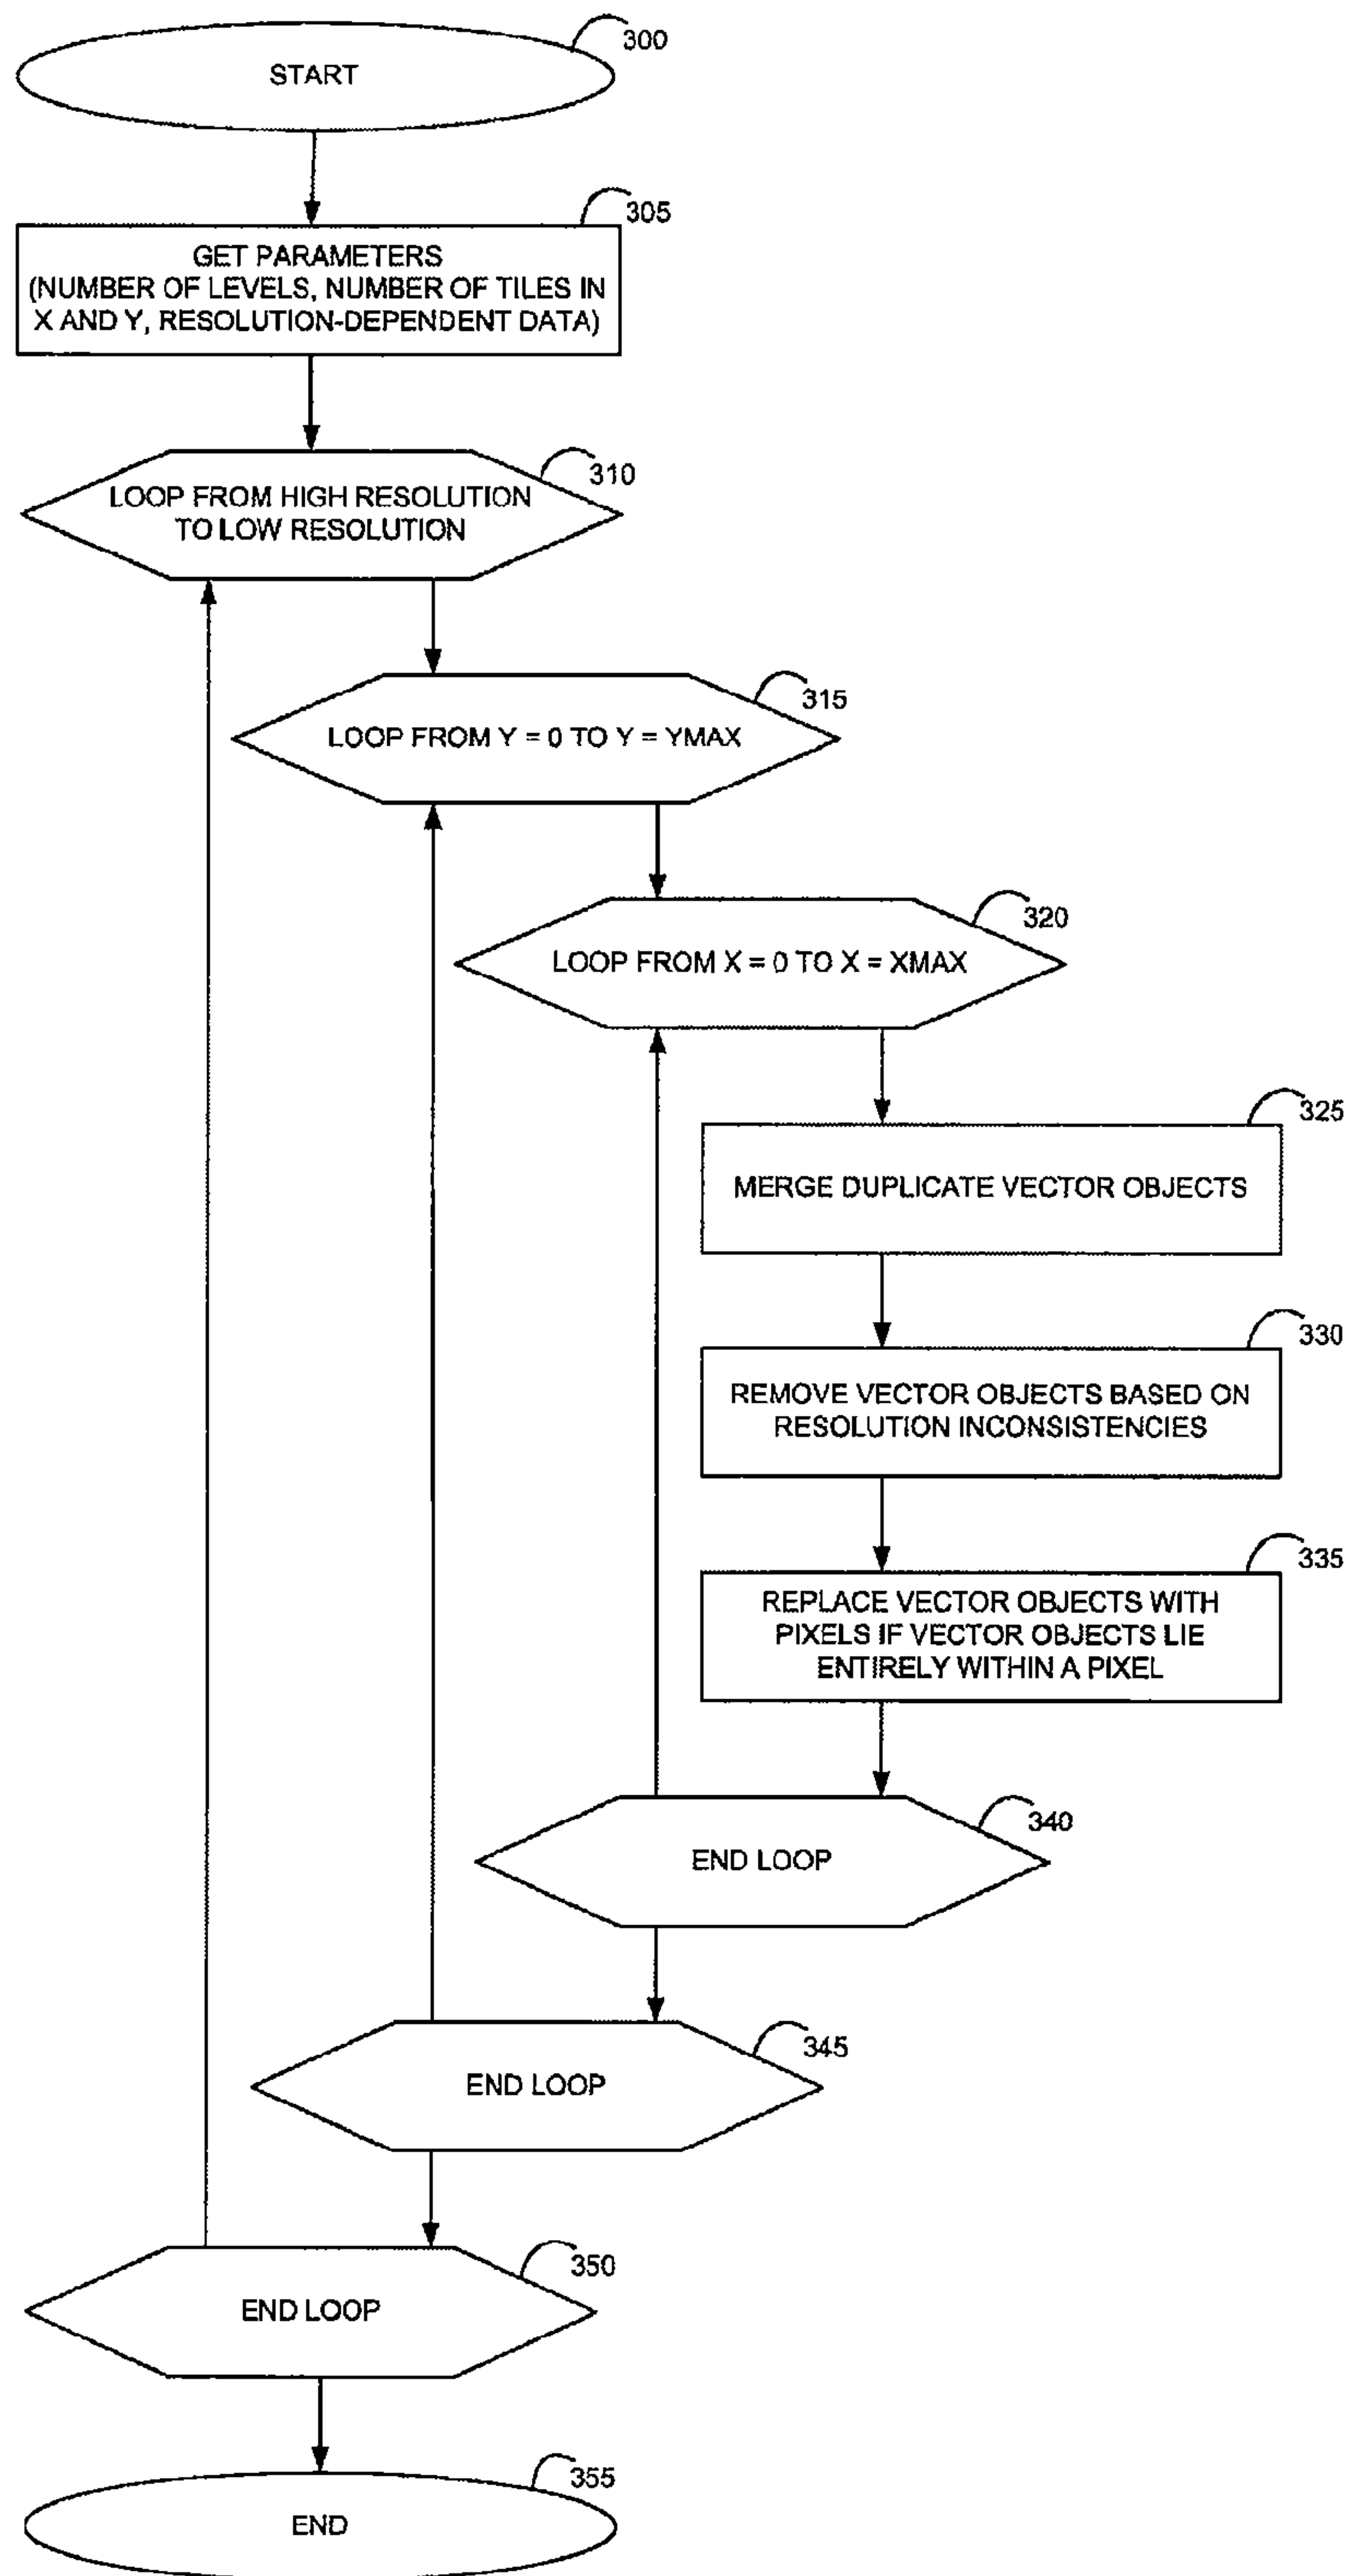 300
START
305
GET PARAMETERS
(NUMBER OF LEVELS, NUMBER OF TILES IN
X AND Y, RESOLUTION-DEPENDENT DATA)
310
LOOP FROM HIGH RESOLUTION
TO LOW RESOLUTION
315
LOOP FROM Y = 0 TO Y = YMAX
320
LOOP FROM X = 0 TO X = XMAX
325
MERGE DUPLICATE VECTOR OBJECTS
330
REMOVE VECTOR OBJECTS BASED ON
RESOLUTION INCONSISTENCIES
335
REPLACE VECTOR OBJECTS WITH
PIXELS IF VECTOR OBJECTS LIE
ENTIRELY WITHIN A PIXEL
340
END LOOP
345
END LOOP
350
END LOOP
355
END